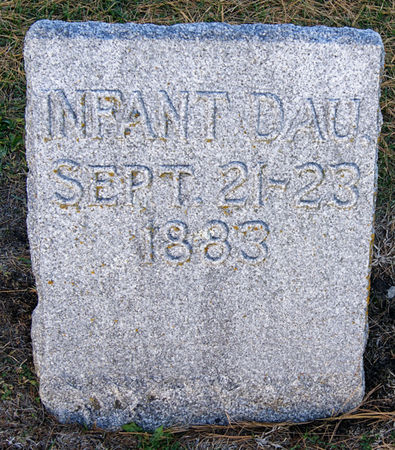 INFANT DAU.
SEPT. 21-23
1883